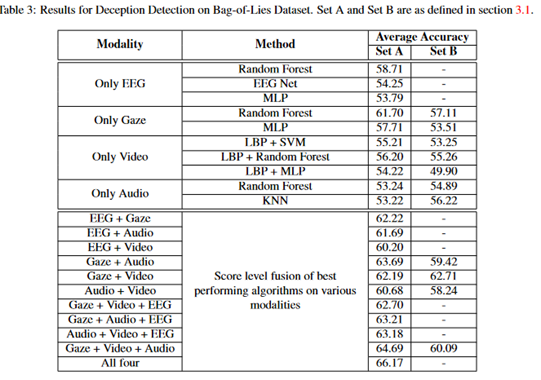 Table 3: Results for Deception Detection on Bag-of-Lies Dataset. Set A and Set B are as defined in section 3.1.
Modality Method Average Accuracy
Set A Set B
Only EEG
Random Forest 58.71 -
EEG Net 54.25 -
MLP 53.79 -
Only Gaze
Random Forest 61.70 57.11
MLP 57.71 53.51
Only Video
LBP + SVM 55.21 53.25
LBP + Random Forest 56.20 55.26
LBP + MLP 54.22 49.90
Only Audio
Random Forest 53.24 54.89
KNN 53.22 56.22
Score level fusion of best
performing algorithms on various
modalities
EEG + Gaze 62.22 -
EEG + Audio 61.69 -
EEG + Video 60.20 -
Gaze + Audio 63.69 59.42
Gaze + Video 62.19 62.71
Audio + Video 60.68 58.24
Gaze + Video + EEG 62.70 -
Gaze + Audio + EEG 63.21 -
Audio + Video + EEG 63.18 -
Gaze + Video + Audio 64.69 60.09
All four 66.17 -